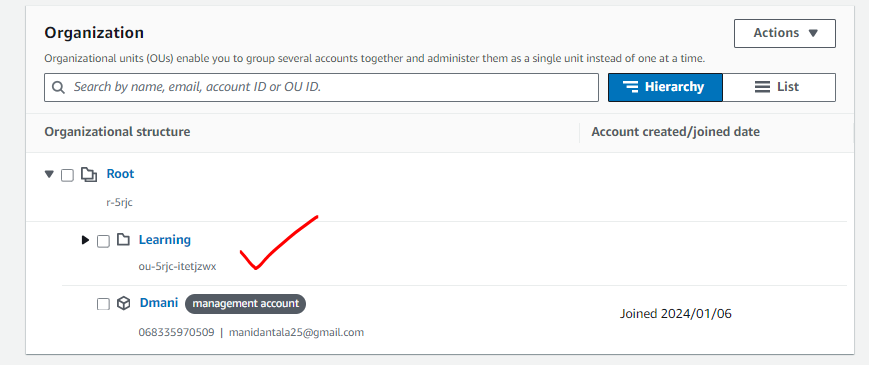 Organization
Actions
Organizational units (OUs) enable you to group several accounts together and administer them as a single unit instead of one at a time.
Search by name, email, account ID or OU ID.
Hierarchy
List
Organizational structure
Account created/joined date
Root
r-5rjc
Learning
ou-5rjc-itetjzwx
Dmani management account
Joined 2024/01/06
068335970509 | manidantala25@gmail.com